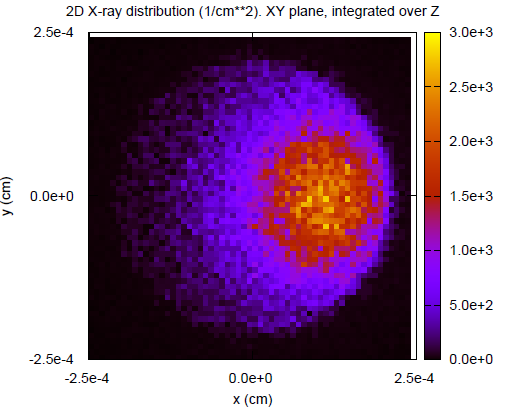 2D X-ray distribution (1/cm**2). XY plane, integrated over Z
2.5e-4
0.0e+0
-2.5e-4
y (cm)
-2.5e-4
0.0e+0
2.5e-4
x (cm)
3.0e+3
2.5e+3
2.0e+3
1.5e+3
1.0e+3
5.0e+2
0.0e+0